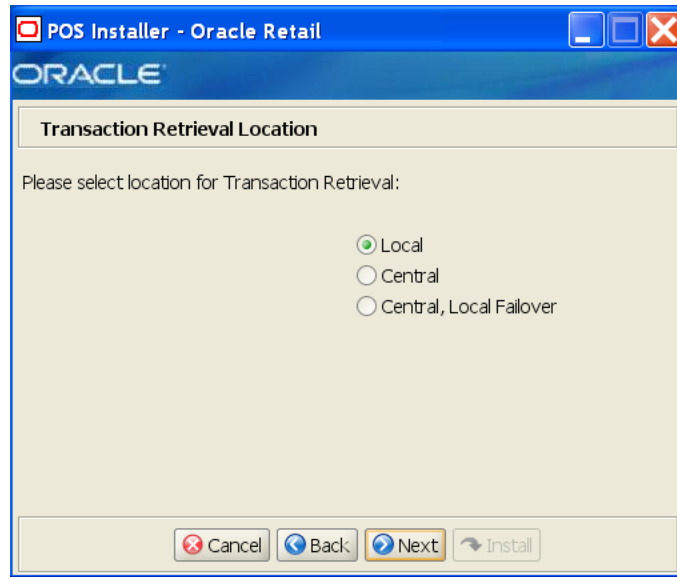 POS Installer - Oracle Retail
ORACLE
Transaction Retrieval Location
Please select location for Transaction Retrieval:
Local
Central
Central, Local Failover
Cancel Back Next Install